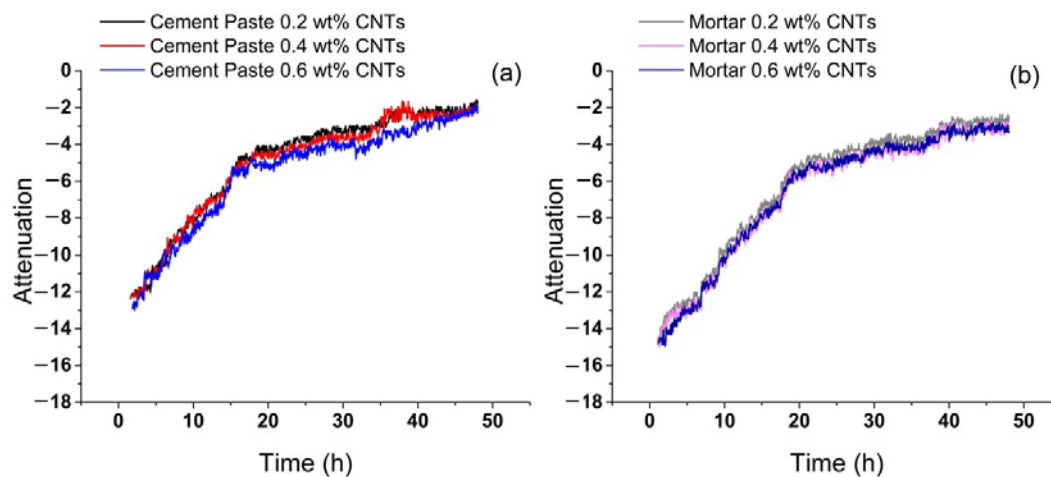 Cement Paste 0.2 wt% CNTs
Cement Paste 0.4 wt% CNTs
Cement Paste 0.6 wt% CNTs
(a)
0
−2
−4
−6
−8
−10
−12
−14
−16
−18
Attenuation
0 10 20 30 40 50
Time (h)
Mortar 0.2 wt% CNTs
Mortar 0.4 wt% CNTs
Mortar 0.6 wt% CNTs
(b)
0
−2
−4
−6
−8
−10
−12
−14
−16
−18
Attenuation
0 10 20 30 40 50
Time (h)